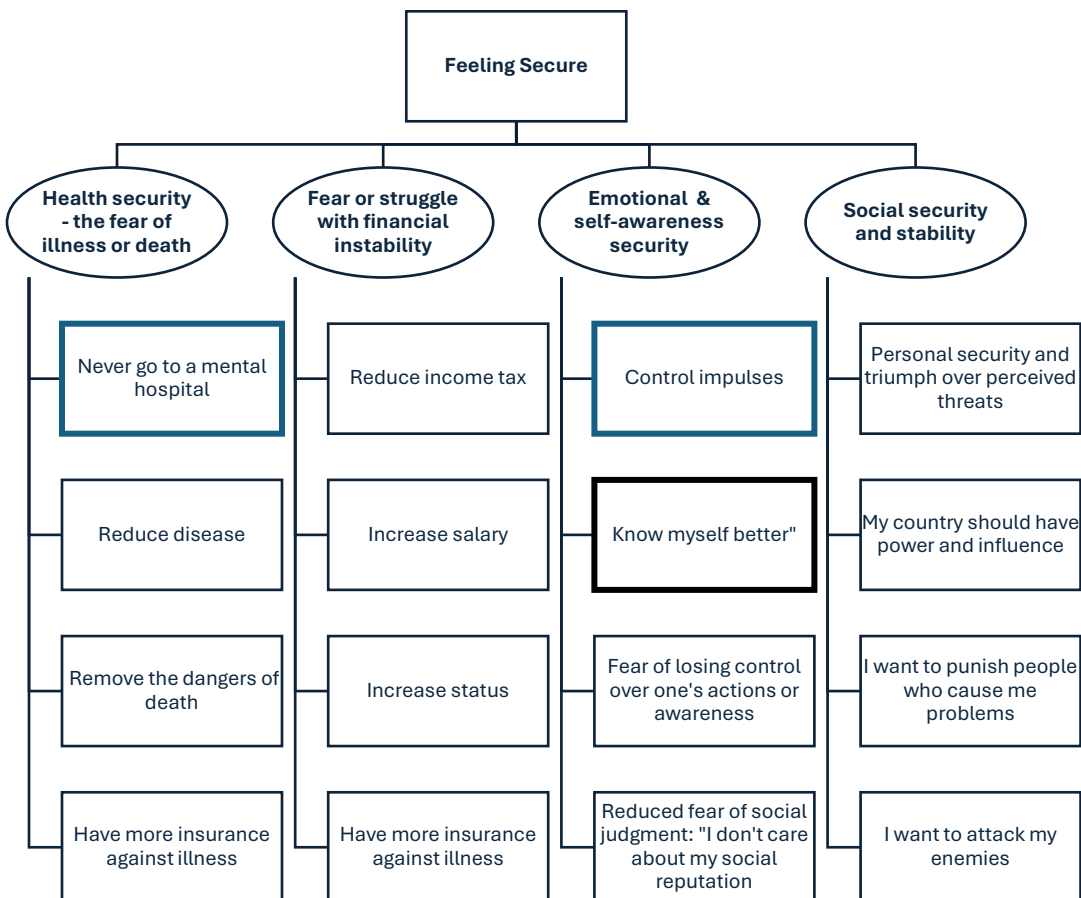 Feeling Secure
Health security
- the fear of
illness or death
Fear or struggle
with financial
instability
Emotional &
self-awareness
security
Social security
and stability
Never go to a mental
hospital
Reduce income tax
Control impulses
Personal security and
triumph over perceived
threats
Reduce disease
Increase salary
Know myself better"
My country should have
power and influence
Remove the dangers of
death
Increase status
Fear of losing control
over one's actions or
awareness
I want to punish people
who cause me
problems
Have more insurance
against illness
Have more insurance
against illness
Reduced fear of social
judgment: "I don't care
about my social
reputation
I want to attack my
enemies